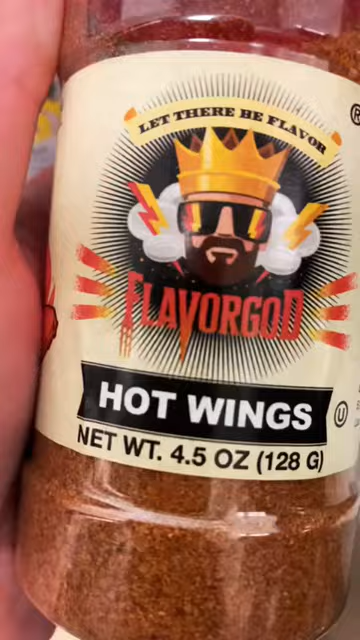 ®
LET THERE BE FLAVOR
FLAVORGOD
HOT WINGS
U
NET WT. 4.5 OZ (128 G)